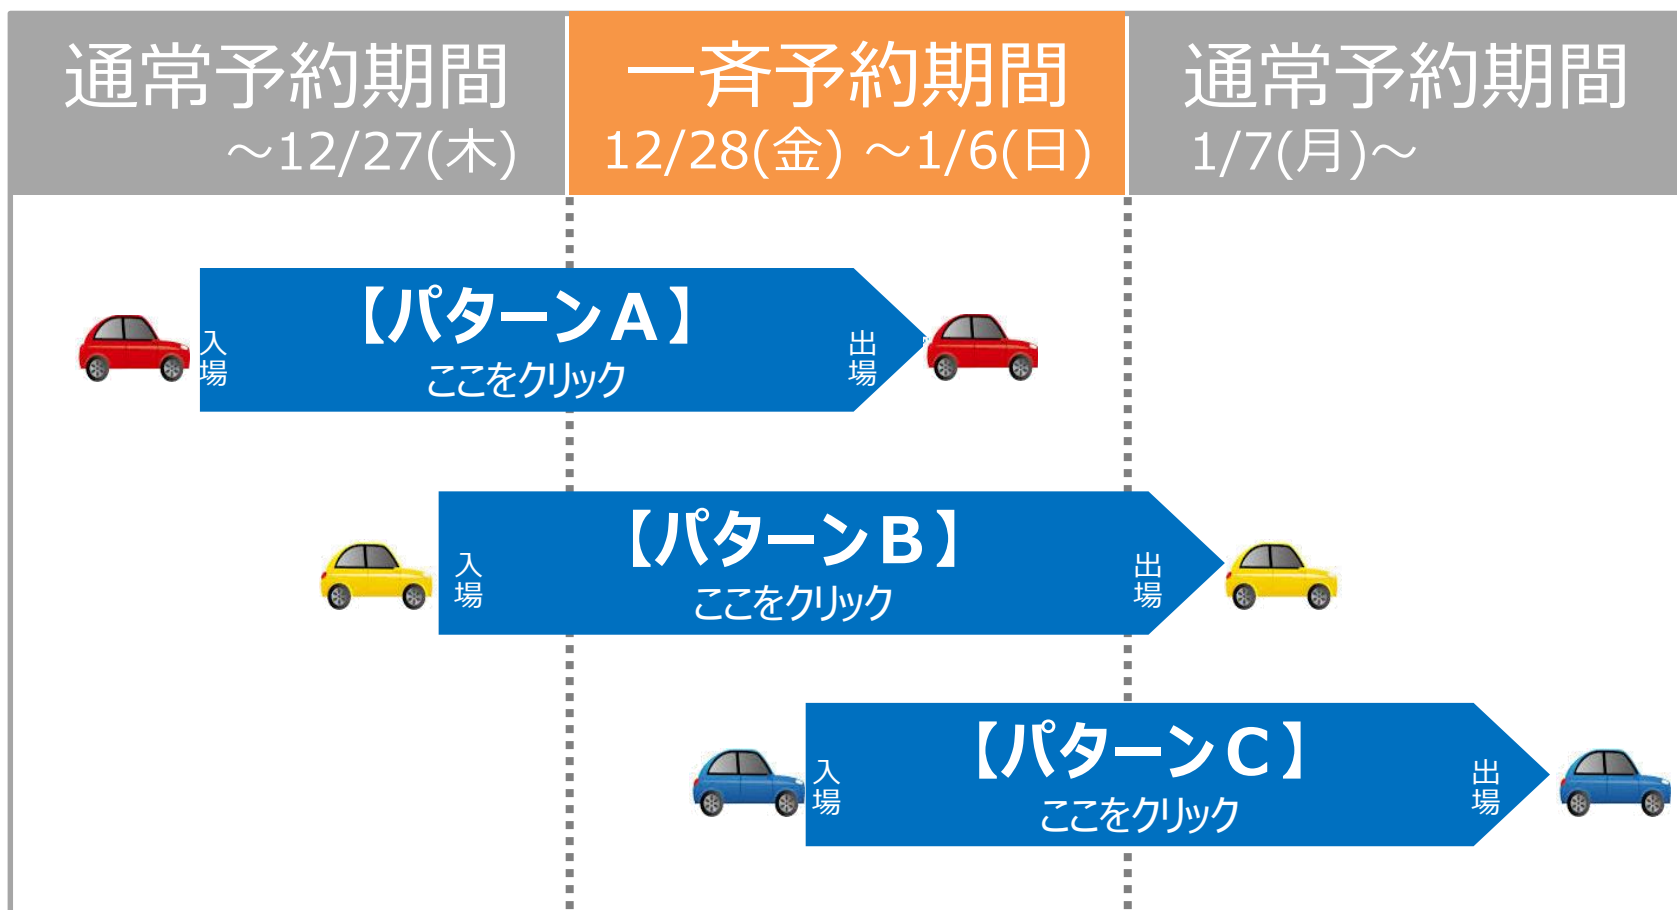 通常予約期間
～12/27(木)
一斉予約期間
12/28(金) ～1/6(日)
通常予約期間
1/7(月)～
【パターンA】
ここをクリック
入場
出場
【パターンB】
ここをクリック
入場
出場
【パターンC】
ここをクリック
入場
出場